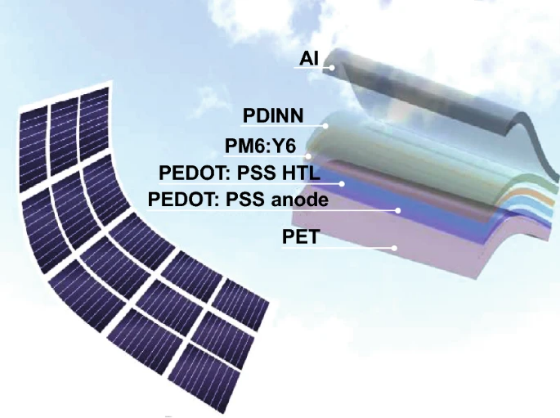 Al
PDINN
PM6:Y6
PEDOT: PSS HTL
PEDOT: PSS anode
PET